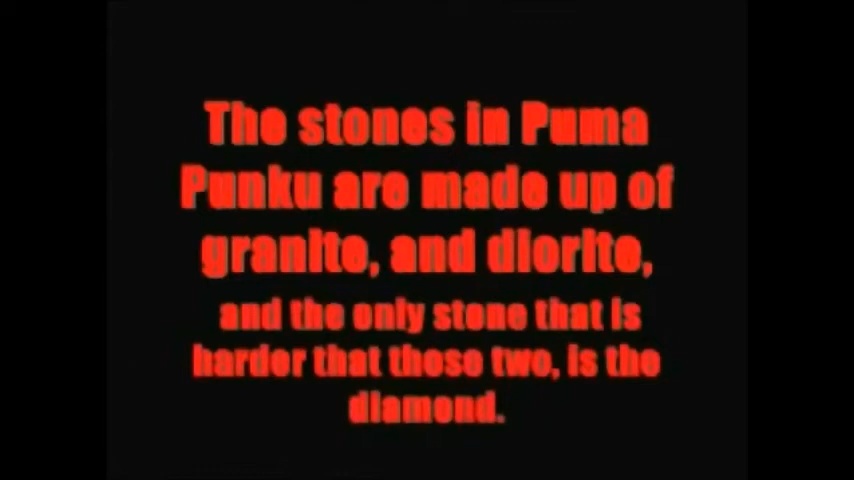 The stones in Puma
Punku are made up of
granite, and diorite,
and the only stone that is
harder that these two, is the
diamond.